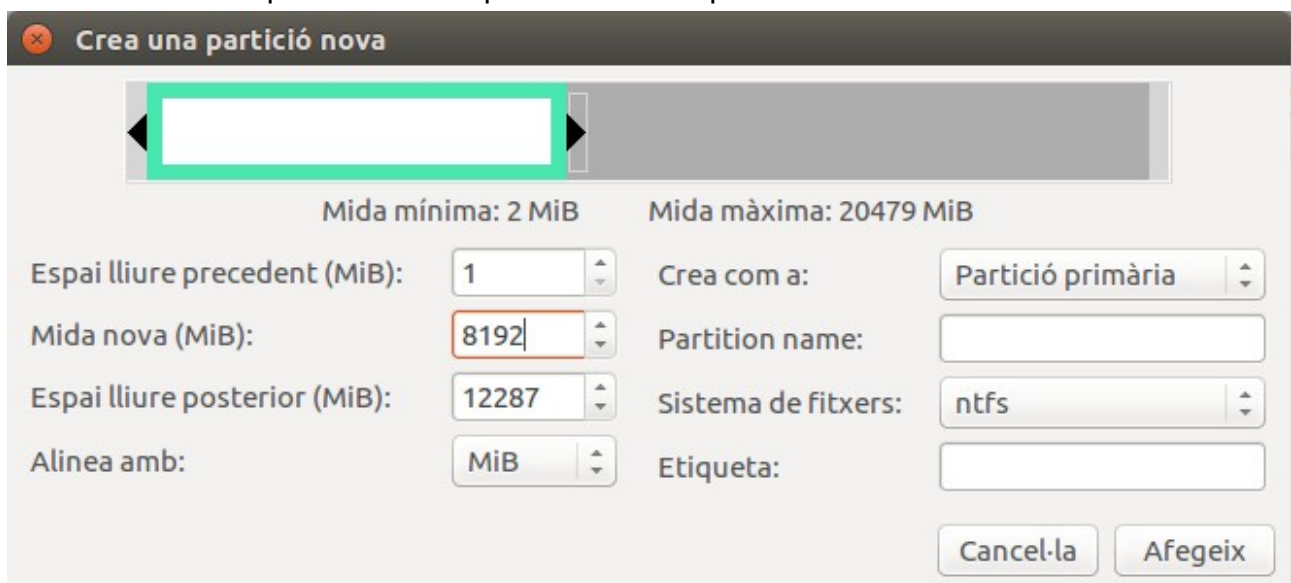 Crea una partició nova
Mida mínima: 2 MiB Mida màxima: 20479 MiB
Espai lliure precedent (MiB): 1 Crea com a: Partició primària
Mida nova (MiB): 8192 Partition name:
Espai lliure posterior (MiB): 12287 Sistema de fitxers: ntfs
Alinea amb: MiB Etiqueta:
Cancel·la Afegeix